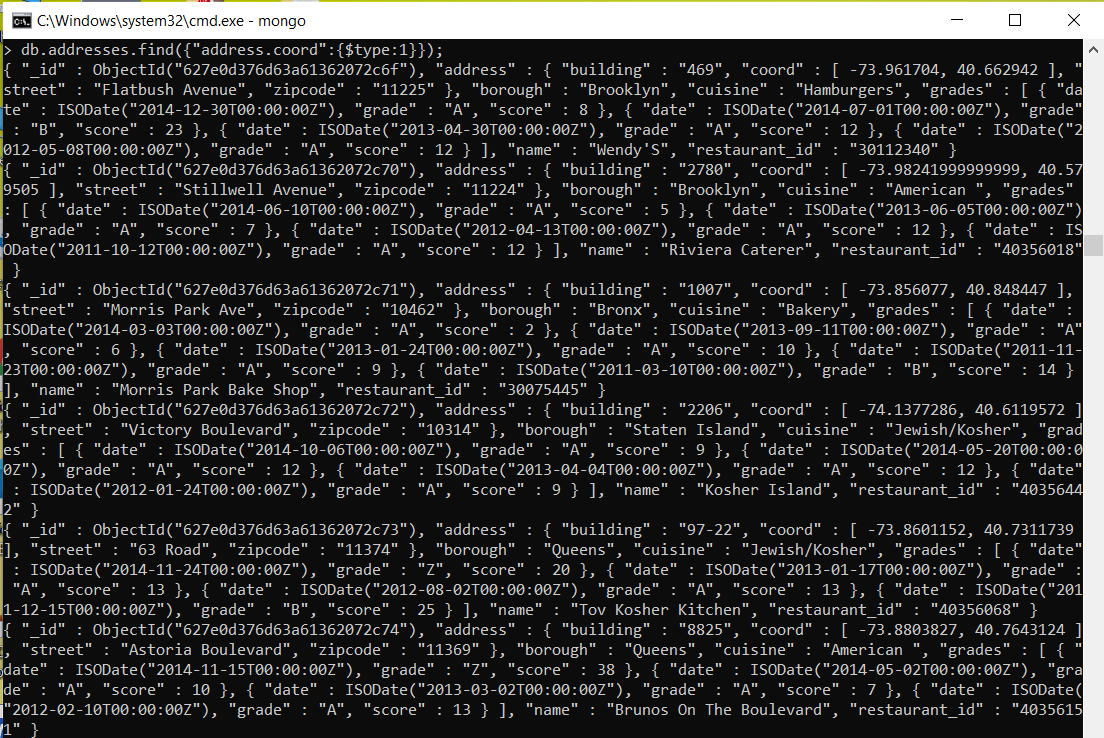 C:\Windows\system32\cmd.exe - mongo
> db.addresses.find({"address.coord":{$type:1}});
{ "_id" : ObjectId("627e0d376d63a61362072c6f"), "address" : { "building" : "469", "coord" : [ -73.961704, 40.662942 ], "
street" : "Flatbush Avenue", "zipcode" : "11225" }, "borough" : "Brooklyn", "cuisine" : "Hamburgers", "grades" : [ { "da
te" : ISODate("2014-12-30T00:00:00Z"), "grade" : "A", "score" : 8 }, { "date" : ISODate("2014-07-01T00:00:00Z"), "grade"
 : "B", "score" : 23 }, { "date" : ISODate("2013-04-30T00:00:00Z"), "grade" : "A", "score" : 12 }, { "date" : ISODate("2
012-05-08T00:00:00Z"), "grade" : "A", "score" : 12 } ], "name" : "Wendy'S", "restaurant_id" : "30112340" }
{ "_id" : ObjectId("627e0d376d63a61362072c70"), "address" : { "building" : "2780", "coord" : [ -73.98241999999999, 40.57
9505 ], "street" : "Stillwell Avenue", "zipcode" : "11224" }, "borough" : "Brooklyn", "cuisine" : "American ", "grades"
: [ { "date" : ISODate("2014-06-10T00:00:00Z"), "grade" : "A", "score" : 5 }, { "date" : ISODate("2013-06-05T00:00:00Z")
, "grade" : "A", "score" : 7 }, { "date" : ISODate("2012-04-13T00:00:00Z"), "grade" : "A", "score" : 12 }, { "date" : IS
ODate("2011-10-12T00:00:00Z"), "grade" : "A", "score" : 12 } ], "name" : "Riviera Caterer", "restaurant_id" : "40356018"
 }
{ "_id" : ObjectId("627e0d376d63a61362072c71"), "address" : { "building" : "1007", "coord" : [ -73.856077, 40.848447 ],
"street" : "Morris Park Ave", "zipcode" : "10462" }, "borough" : "Bronx", "cuisine" : "Bakery", "grades" : [ { "date" :
ISODate("2014-03-03T00:00:00Z"), "grade" : "A", "score" : 2 }, { "date" : ISODate("2013-09-11T00:00:00Z"), "grade" : "A"
, "score" : 6 }, { "date" : ISODate("2013-01-24T00:00:00Z"), "grade" : "A", "score" : 10 }, { "date" : ISODate("2011-11-
23T00:00:00Z"), "grade" : "A", "score" : 9 }, { "date" : ISODate("2011-03-10T00:00:00Z"), "grade" : "B", "score" : 14 }
], "name" : "Morris Park Bake Shop", "restaurant_id" : "30075445" }
{ "_id" : ObjectId("627e0d376d63a61362072c72"), "address" : { "building" : "2206", "coord" : [ -74.1377286, 40.6119572 ]
, "street" : "Victory Boulevard", "zipcode" : "10314" }, "borough" : "Staten Island", "cuisine" : "Jewish/Kosher", "grad
es" : [ { "date" : ISODate("2014-10-06T00:00:00Z"), "grade" : "A", "score" : 9 }, { "date" : ISODate("2014-05-20T00:00:0
0Z"), "grade" : "A", "score" : 12 }, { "date" : ISODate("2013-04-04T00:00:00Z"), "grade" : "A", "score" : 12 }, { "date"
 : ISODate("2012-01-24T00:00:00Z"), "grade" : "A", "score" : 9 } ], "name" : "Kosher Island", "restaurant_id" : "4035644
2" }
{ "_id" : ObjectId("627e0d376d63a61362072c73"), "address" : { "building" : "97-22", "coord" : [ -73.8601152, 40.7311739
], "street" : "63 Road", "zipcode" : "11374" }, "borough" : "Queens", "cuisine" : "Jewish/Kosher", "grades" : [ { "date"
 : ISODate("2014-11-24T00:00:00Z"), "grade" : "Z", "score" : 20 }, { "date" : ISODate("2013-01-17T00:00:00Z"), "grade" :
 "A", "score" : 13 }, { "date" : ISODate("2012-08-02T00:00:00Z"), "grade" : "A", "score" : 13 }, { "date" : ISODate("201
1-12-15T00:00:00Z"), "grade" : "B", "score" : 25 } ], "name" : "Tov Kosher Kitchen", "restaurant_id" : "40356068" }
{ "_id" : ObjectId("627e0d376d63a61362072c74"), "address" : { "building" : "8825", "coord" : [ -73.8803827, 40.7643124 ]
, "street" : "Astoria Boulevard", "zipcode" : "11369" }, "borough" : "Queens", "cuisine" : "American ", "grades" : [ { "
date" : ISODate("2014-11-15T00:00:00Z"), "grade" : "Z", "score" : 38 }, { "date" : ISODate("2014-05-02T00:00:00Z"), "gra
de" : "A", "score" : 10 }, { "date" : ISODate("2013-03-02T00:00:00Z"), "grade" : "A", "score" : 7 }, { "date" : ISODate(
"2012-02-10T00:00:00Z"), "grade" : "A", "score" : 13 } ], "name" : "Brunos On The Boulevard", "restaurant_id" : "4035615
1" }